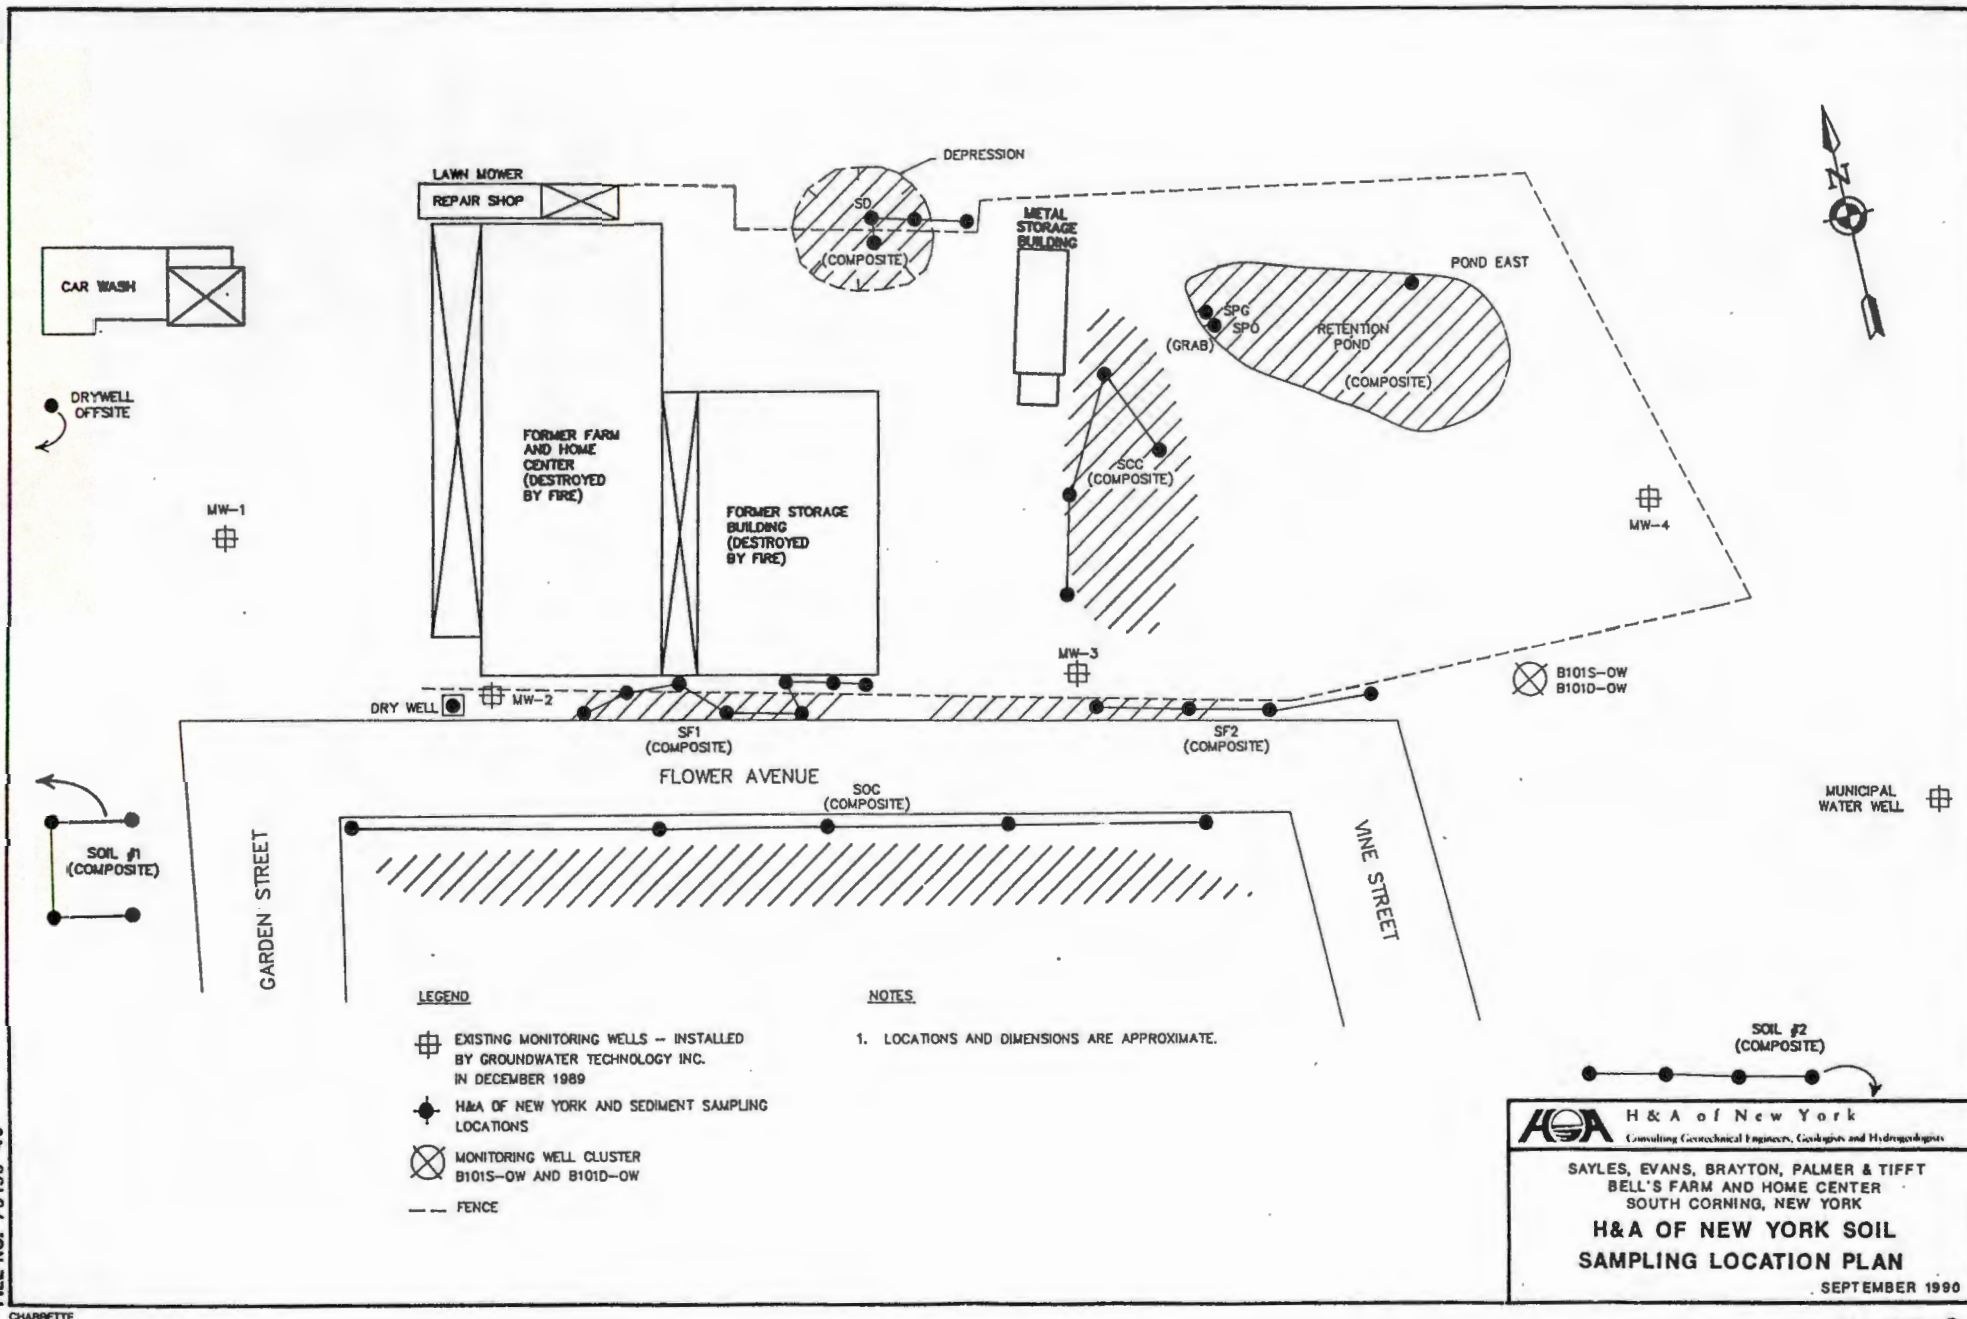 DEPRESSION
LAWN MOWER
REPAIR SHOP
SD
(COMPOSITE)
METAL
STORAGE
BUILDING
N
POND EAST
CAR WASH
SPG
SPO
(GRAB)
RETENTION
POND
(COMPOSITE)
DRYWELL
OFFSITE
FORMER FARM
AND HOME
CENTER
(DESTROYED
BY FIRE)
SCC
(COMPOSITE)
MW-1
FORMER STORAGE
BUILDING
(DESTROYED
BY FIRE)
MW-4
MW-3
B101S-OW
B101D-OW
DRY WELL
MW-2
SF1
(COMPOSITE)
SF2
(COMPOSITE)
FLOWER AVENUE
SOC
(COMPOSITE)
MUNICIPAL
WATER WELL
SOIL #1
(COMPOSITE)
GARDEN STREET
VINE STREET
LEGEND
EXISTING MONITORING WELLS - INSTALLED
BY GROUNDWATER TECHNOLOGY INC.
IN DECEMBER 1989
H&A OF NEW YORK AND SEDIMENT SAMPLING
LOCATIONS
MONITORING WELL CLUSTER
B101S-OW AND B101D-OW
FENCE
NOTES
1. LOCATIONS AND DIMENSIONS ARE APPROXIMATE.
SOIL #2
(COMPOSITE)
H&A of New York
Consulting Geotechnical Engineers, Geologists and Hydrogeologists
SAYLES, EVANS, BRAYTON, PALMER & TIFFT
BELL'S FARM AND HOME CENTER
SOUTH CORNING, NEW YORK
H&A OF NEW YORK SOIL
SAMPLING LOCATION PLAN
SEPTEMBER 1990